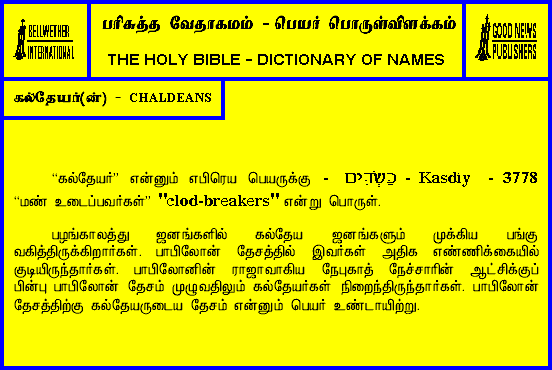 BELLWETHER
INTERNATIONAL
பரிசுத்த வேதாகமம் - பெயர் பொருள்விளக்கம்
THE HOLY BIBLE - DICTIONARY OF NAMES
GOOD NEWS
PUBLISHERS
கல்தேயர்(ன்) - CHALDEANS
“கல்தேயர்” என்னும் எபிரெய பெயருக்கு - כַּשְׂדִּים - Kasdiy - 3778
“மண் உடைப்பவர்கள்” "clod-breakers" என்று பொருள்.
பழங்காலத்து ஜனங்களில் கல்தேய ஜனங்களும் முக்கிய பங்கு
வகித்திருக்கிறார்கள். பாபிலோன் தேசத்தில் இவர்கள் அதிக எண்ணிக்கையில்
குடியிருந்தார்கள். பாபிலோனின் ராஜாவாகிய நேபுகாத் நேச்சாரின் ஆட்சிக்குப்
பின்பு பாபிலோன் தேசம் முழுவதிலும் கல்தேயர்கள் நிறைந்திருந்தார்கள். பாபிலோன்
தேசத்திற்கு கல்தேயருடைய தேசம் என்னும் பெயர் உண்டாயிற்று.